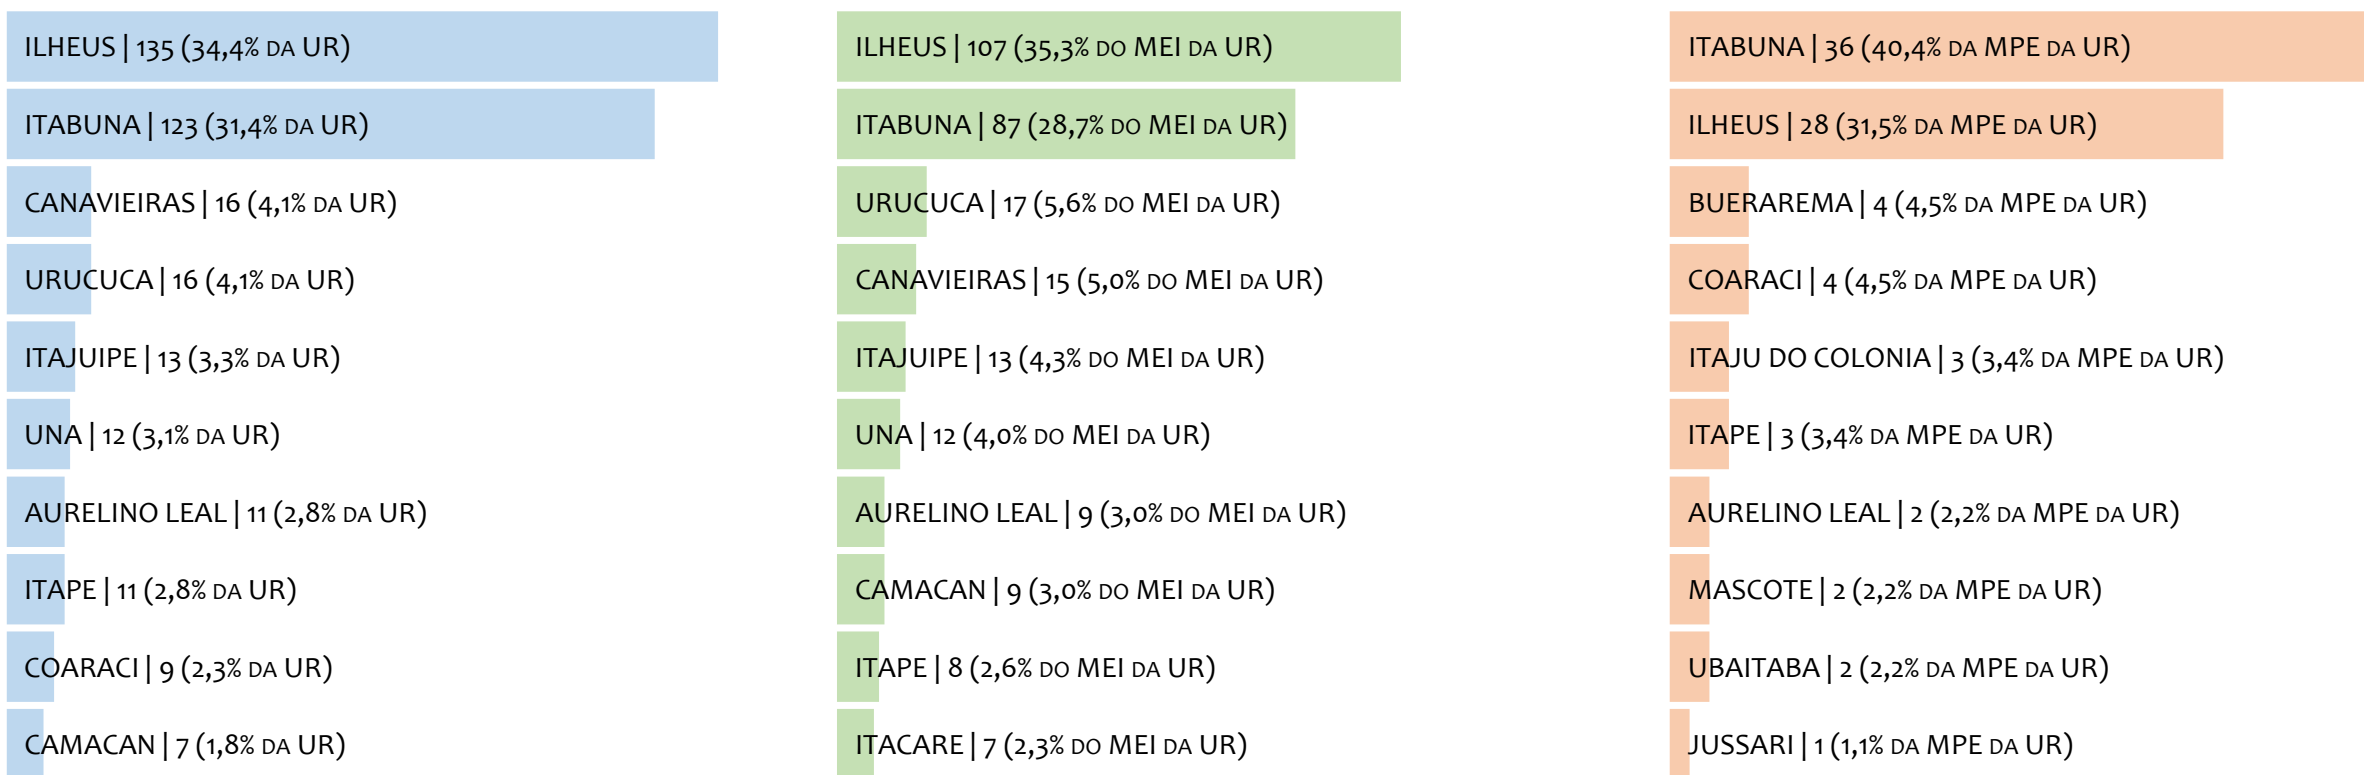 ILHEUS | 135 (34,4% DA UR)
ITABUNA | 123 (31,4% DA UR)
CANAVIEIRAS | 16 (4,1% DA UR)
URUCUCA | 16 (4,1% DA UR)
ITAJUIPE | 13 (3,3% DA UR)
UNA | 12 (3,1% DA UR)
AURELINO LEAL | 11 (2,8% DA UR)
ITAPE | 11 (2,8% DA UR)
COARACI | 9 (2,3% DA UR)
CAMACAN | 7 (1,8% DA UR)
ILHEUS | 107 (35,3% DO MEI DA UR)
ITABUNA | 87 (28,7% DO MEI DA UR)
URUCUCA | 17 (5,6% DO MEI DA UR)
CANAVIEIRAS | 15 (5,0% DO MEI DA UR)
ITAJUIPE | 13 (4,3% DO MEI DA UR)
UNA | 12 (4,0% DO MEI DA UR)
AURELINO LEAL | 9 (3,0% DO MEI DA UR)
CAMACAN | 9 (3,0% DO MEI DA UR)
ITAPE | 8 (2,6% DO MEI DA UR)
ITACARE | 7 (2,3% DO MEI DA UR)
ITABUNA | 36 (40,4% DA MPE DA UR)
ILHEUS | 28 (31,5% DA MPE DA UR)
BUERAREMA | 4 (4,5% DA MPE DA UR)
COARACI | 4 (4,5% DA MPE DA UR)
ITAJU DO COLONIA | 3 (3,4% DA MPE DA UR)
ITAPE | 3 (3,4% DA MPE DA UR)
AURELINO LEAL | 2 (2,2% DA MPE DA UR)
MASCOTE | 2 (2,2% DA MPE DA UR)
UBAITABA | 2 (2,2% DA MPE DA UR)
JUSSARI | 1 (1,1% DA MPE DA UR)